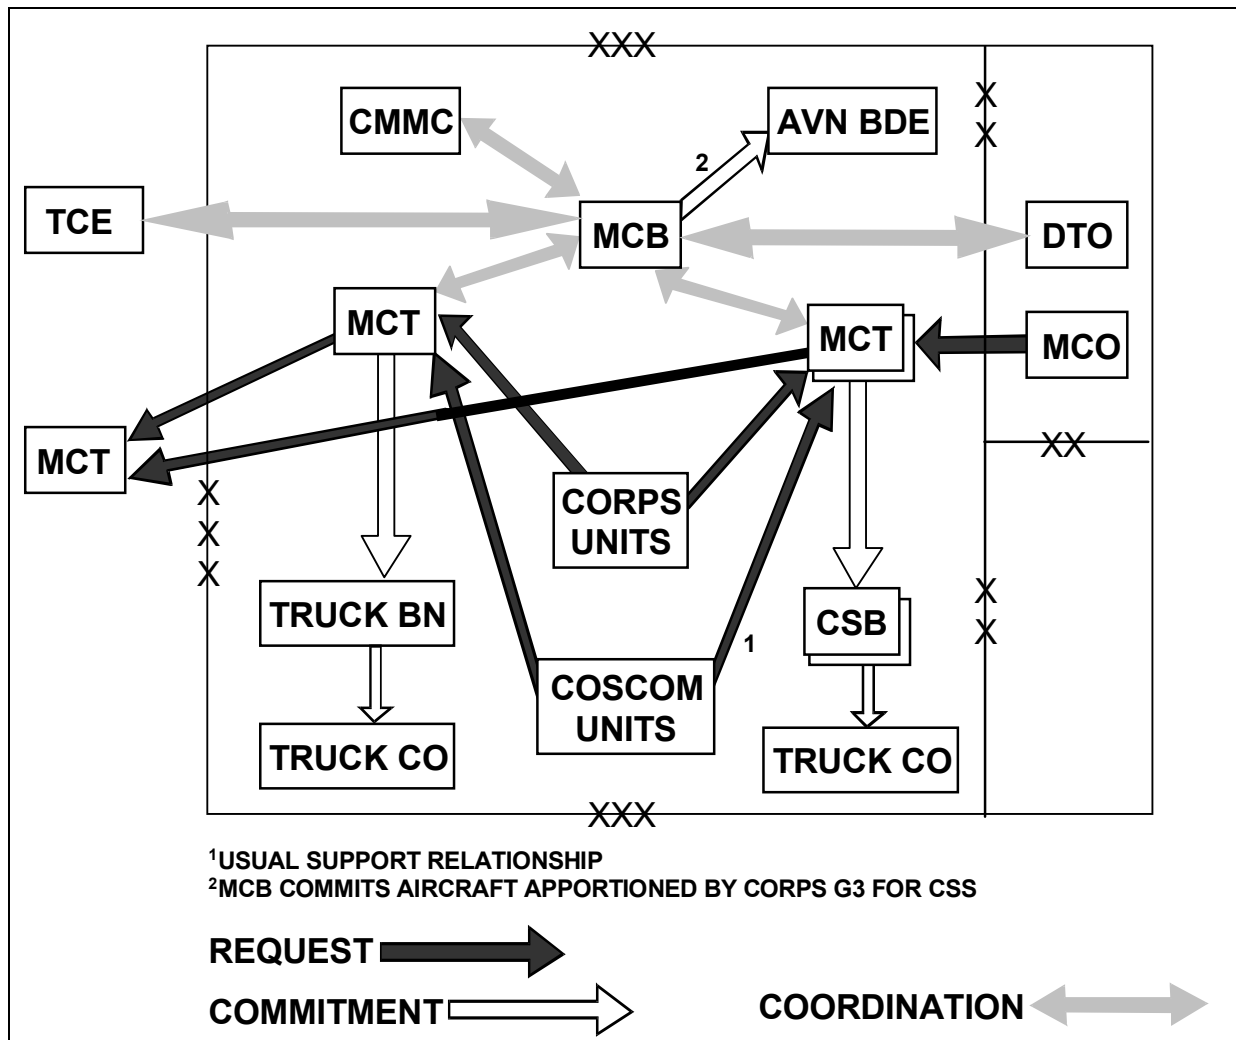 XXX
CMMC
AVN BDE
X
X
2
TCE
MCB
DTO
MCT
MCT
MCO
MCT
XX
X
X
X
CORPS
UNITS
TRUCK BN
CSB
X
X
1
COSCOM
UNITS
TRUCK CO
TRUCK CO
XXX
1USUAL SUPPORT RELATIONSHIP
2MCB COMMITS AIRCRAFT APPORTIONED BY CORPS G3 FOR CSS
REQUEST
COMMITMENT
COORDINATION